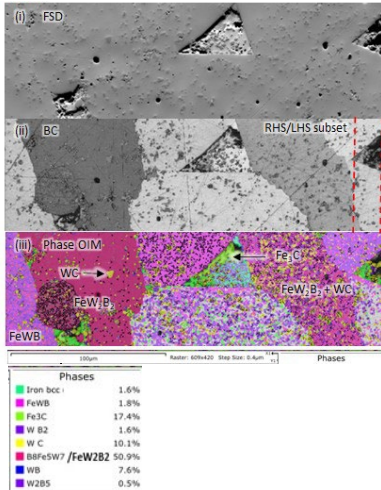 (i) FSD
(ii) BC RHS/LHS subset
(iii) Phase OIM
WC
Fe3C
FeW2B2
FeW2B2 + WC
FeWB
100µm Raster: 609x420 Step Size: 0.4µm Phases
Phases
Iron bcc 1.6%
FeWB 1.8%
Fe3C 17.4%
W B2 1.6%
W C 10.1%
B8Fe5W7 /FeW2B2 50.9%
WB 7.6%
W2B5 0.5%